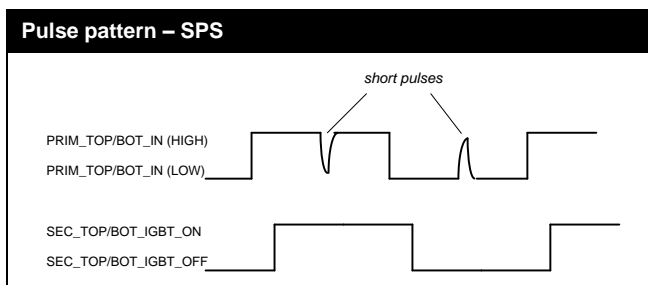 Pulse pattern – SPS
short pulses
PRIM_TOP/BOT_IN (HIGH)
PRIM_TOP/BOT_IN (LOW)
SEC_TOP/BOT_IGBT_ON
SEC_TOP/BOT_IGBT_OFF